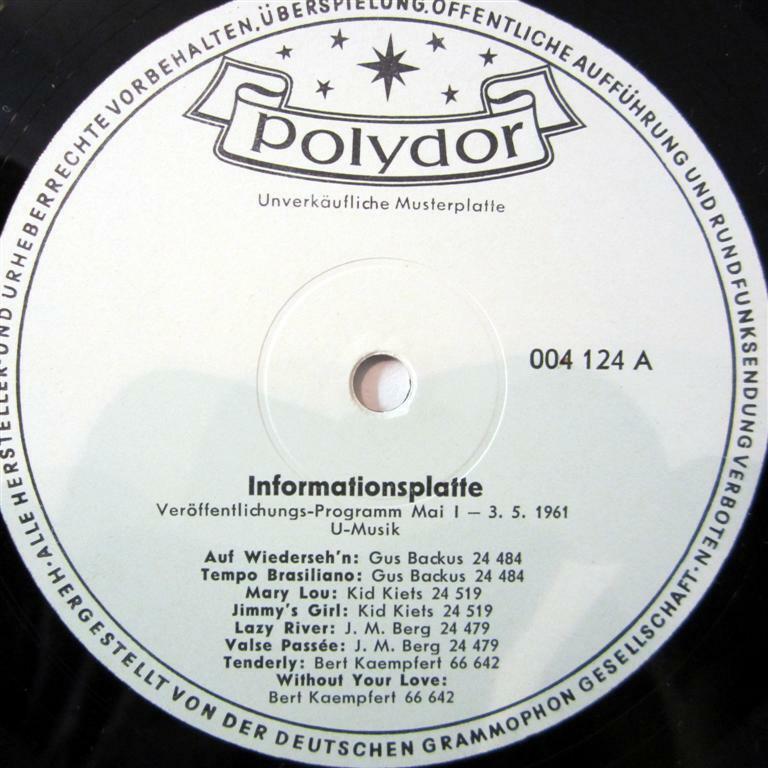 polydor
Unverkäufliche Musterplatte
004 124 A
Informationsplatte
Veröffentlichungs-Programm Mai I – 3. 5. 1961
U-Musik
Auf Wiederseh'n: Gus Backus 24 484
Tempo Brasiliano: Gus Backus 24 484
Mary Lou: Kid Kiets 24 519
Jimmy's Girl: Kid Kiets 24 519
Lazy River: J. M. Berg 24 479
Valse Passée: J. M. Berg 24 479
Tenderly: Bert Kaempfert 66 642
Without Your Love:
Bert Kaempfert 66 642
·ALLE HERSTELLER-UND URHEBERRECHTE VORBEHALTEN, ÜBERSPIELUNG, ÖFFENTLICHE AUFFÜHRUNG UND RUNDFUNKSENDUNG VERBOTEN·
HERGESTELLT VON DER DEUTSCHEN GRAMMOPHON GESELLSCHAFT·